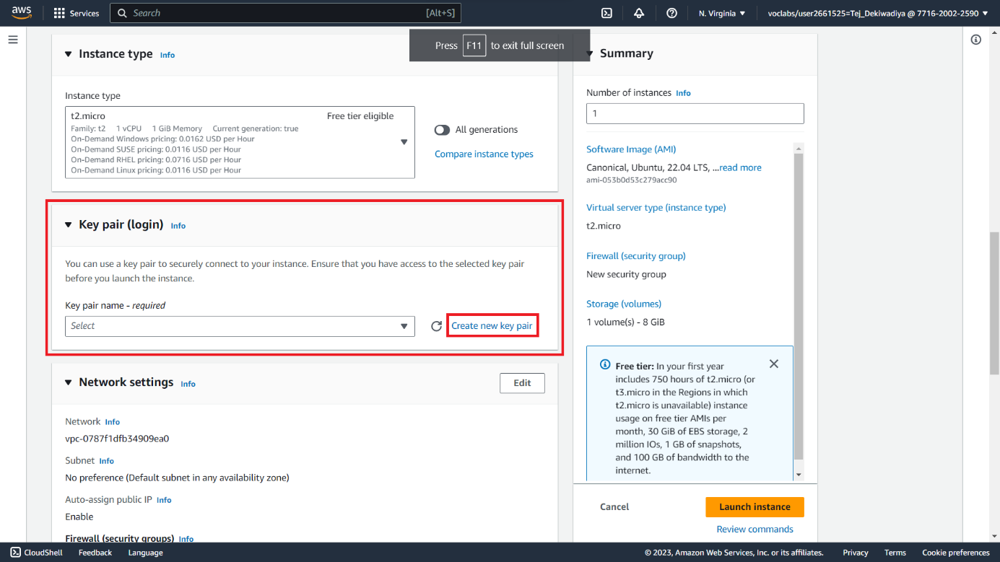 aws
Services
Search [Alt+S]
N. Virginia
voclabs/user2661525=Tej_Dekiwadiya @ 7716-2002-2590
Press F11 to exit full screen
Instance type Info
Instance type
t2.micro Free tier eligible
Family: t2 1 vCPU 1 GiB Memory Current generation: true
On-Demand Windows pricing: 0.0162 USD per Hour
On-Demand SUSE pricing: 0.0116 USD per Hour
On-Demand RHEL pricing: 0.0716 USD per Hour
On-Demand Linux pricing: 0.0116 USD per Hour
All generations
Compare instance types
Key pair (login) Info
You can use a key pair to securely connect to your instance. Ensure that you have access to the selected key pair
before you launch the instance.
Key pair name - required
Select
Create new key pair
Network settings Info
Edit
Network Info
vpc-0787f1dfb34909ea0
Subnet Info
No preference (Default subnet in any availability zone)
Auto-assign public IP Info
Enable
Firewall (security groups) Info
Summary
Number of instances Info
1
Software Image (AMI)
Canonical, Ubuntu, 22.04 LTS, ...read more
ami-053b0d53c279acc90
Virtual server type (instance type)
t2.micro
Firewall (security group)
New security group
Storage (volumes)
1 volume(s) - 8 GiB
Free tier: In your first year
includes 750 hours of t2.micro (or
t3.micro in the Regions in which
t2.micro is unavailable) instance
usage on free tier AMIs per
month, 30 GiB of EBS storage, 2
million IOs, 1 GB of snapshots,
and 100 GB of bandwidth to the
internet.
Cancel
Launch instance
Review commands
CloudShell Feedback Language
© 2023, Amazon Web Services, Inc. or its affiliates. Privacy Terms Cookie preferences